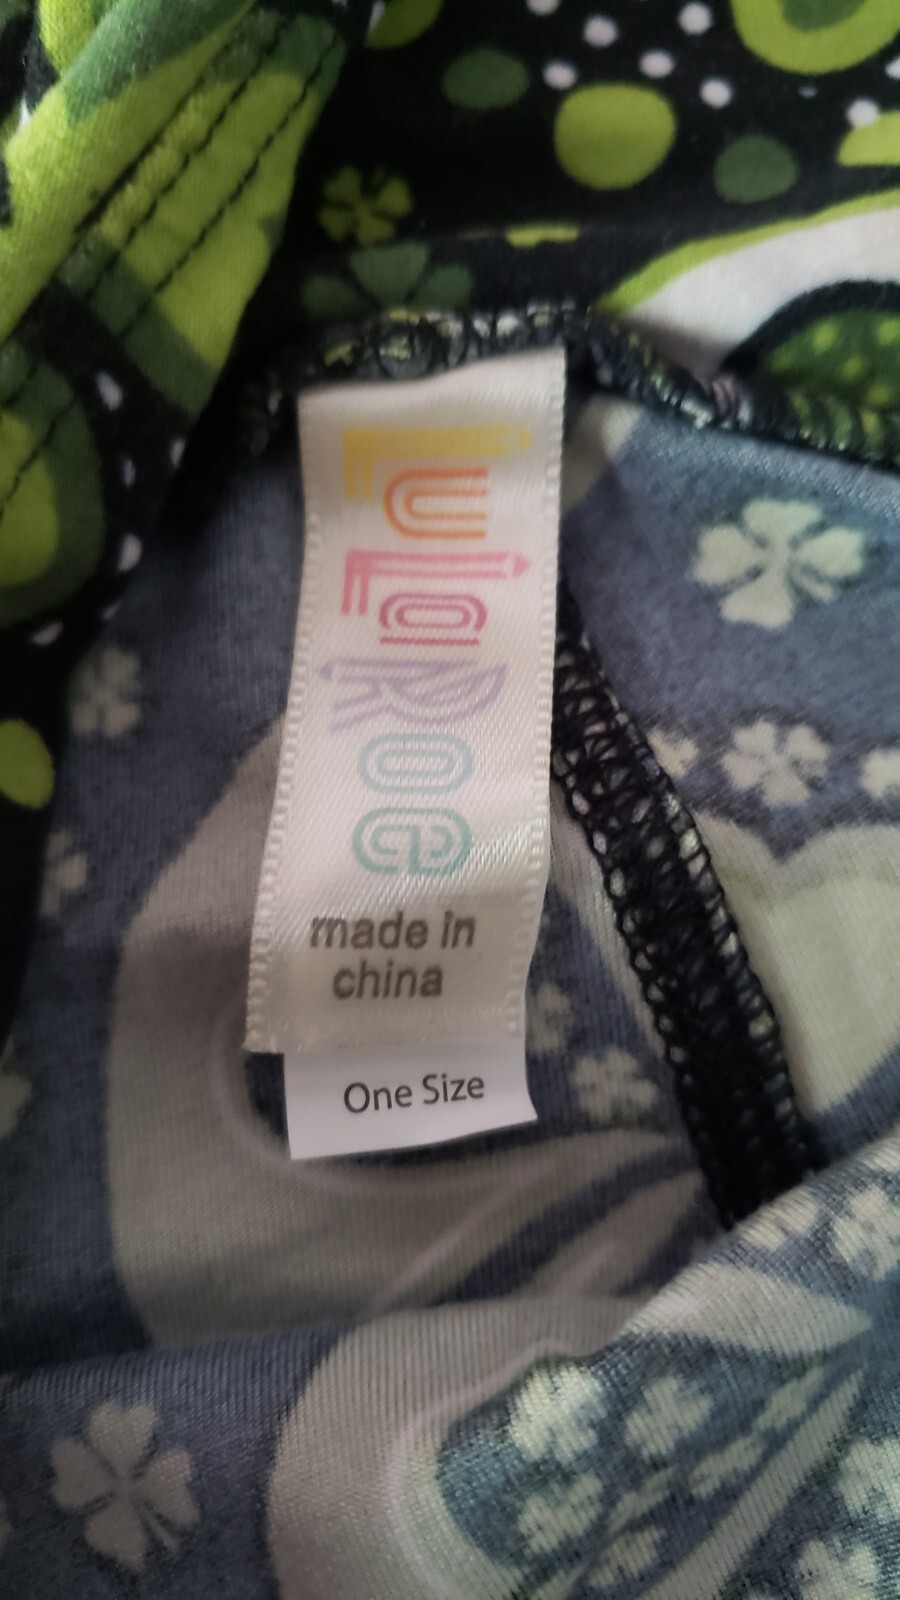 LuLaRoe
made in
china
One Size